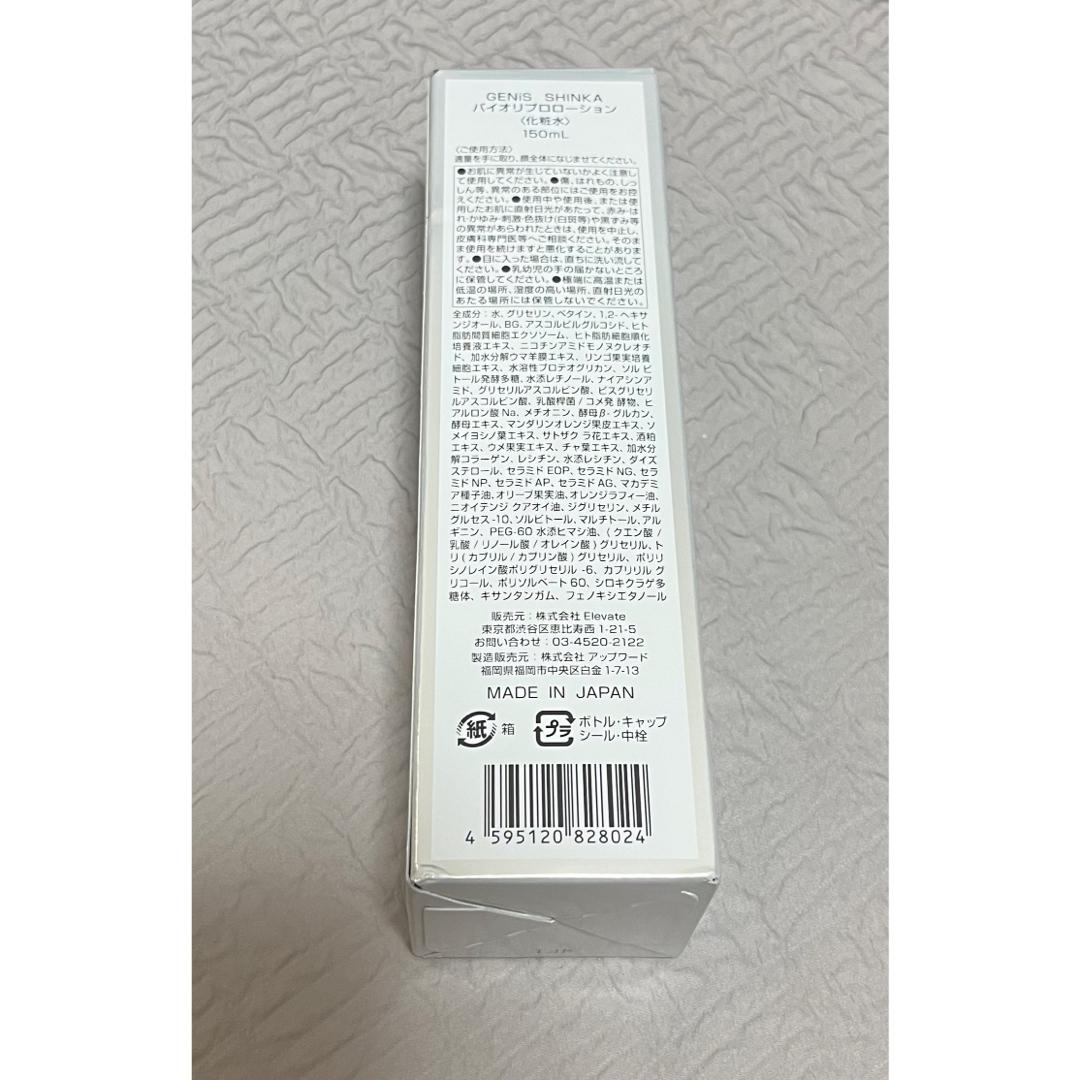 GENiS SHINKA
バイオリプロローション
〈化粧水〉
150mL
〈ご使用方法〉
適量を手に取り、顔全体になじませてください。
●お肌に異常が生じていないかよく注意し
て使用してください。●傷、はれもの、しっ
しん等、異常のある部位にはご使用をお控
えください。●使用中や使用後、または使
用したお肌に直射日光があたって、赤み・は
れ・かゆみ・刺激・色抜け(白斑等)や黒ずみ等
の異常があらわれたときは、使用を中止し、
皮膚科専門医等へご相談ください。そのま
ま使用を続けますと悪化することがありま
す。●目に入った場合は、直ちに洗い流して
ください。●乳幼児の手の届かないところ
に保管してください。●極端に高温または
低温の場所、湿度の高い場所、直射日光の
あたる場所には保管しないでください。
全成分：水、グリセリン、ベタイン、1,2-ヘキサ
ンジオール、BG、アスコルビルグルコシド、ヒト
脂肪間質細胞エクソソーム、ヒト脂肪細胞順化
培養液エキス、ニコチンアミドモノヌクレオチ
ド、加水分解ウマ羊膜エキス、リンゴ果実培養
細胞エキス、水溶性プロテオグリカン、ソルビ
トール発酵多糖、水添レチノール、ナイアシンア
ミド、グリセリルアスコルビン酸、ビスグリセリ
ルアスコルビン酸、乳酸桿菌/コメ発酵物、ヒ
アルロン酸Na、メチオニン、酵母β-グルカン、
酵母エキス、マンダリンオレンジ果皮エキス、ソ
メイヨシノ葉エキス、サトザクラ花エキス、酒粕
エキス、ウメ果実エキス、チャ葉エキス、加水分
解コラーゲン、レシチン、水添レシチン、ダイズ
ステロール、セラミドEOP、セラミドNG、セラ
ミドNP、セラミドAP、セラミドAG、マカデミ
ア種子油、オリーブ果実油、オレンジラフィー油、
ニオイテンジクアオイ油、ジグリセリン、メチル
グルセス-10、ソルビトール、マルチトール、アル
ギニン、PEG-60水添ヒマシ油、(クエン酸/
乳酸/リノール酸/オレイン酸)グリセリル、ト
リ(カプリル/カプリン酸)グリセリル、ポリリ
シノレイン酸ポリグリセリル-6、カプリリルグ
リコール、ポリソルベート60、シロキクラゲ多
糖体、キサンタンガム、フェノキシエタノール
販売元：株式会社Elevate
東京都渋谷区恵比寿西1-21-5
お問い合わせ：03-4520-2122
製造販売元：株式会社アップワード
福岡県福岡市中央区白金1-7-13
MADE IN JAPAN
紙 箱 プラ ボトル・キャップ
シール・中栓
4 595120 828024